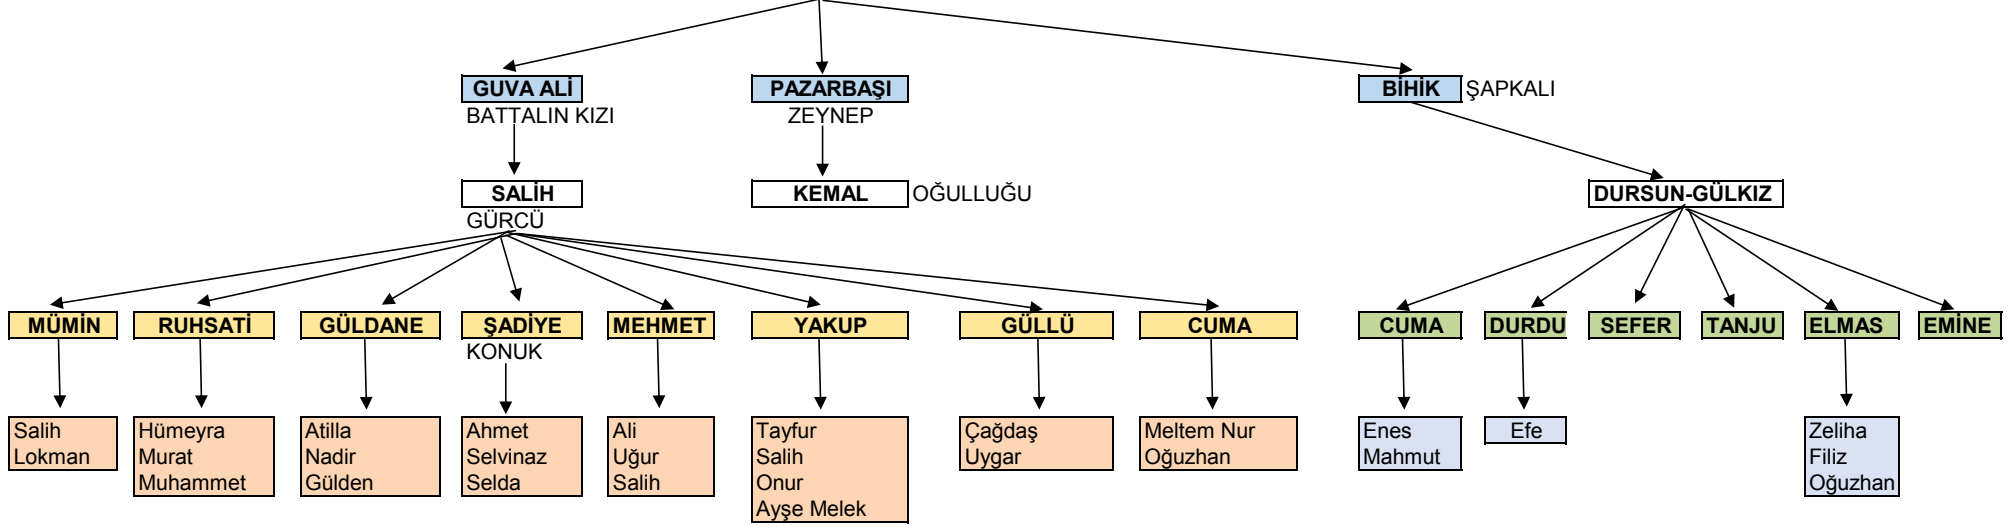 GUVA ALİ
PAZARBAŞI
BİHİK ŞAPKALI
BATTALIN KIZI
ZEYNEP
SALİH
KEMAL OĞULLUĞU
DURSUN-GÜLKIZ
GÜRCÜ
MÜMİN
RUHSATİ
GÜLDANE
ŞADİYE
MEHMET
YAKUP
GÜLLÜ
CUMA
CUMA
DURDU
SEFER
TANJU
ELMAS
EMİNE
KONUK
Salih
Lokman
Hümeyra
Murat
Muhammet
Atilla
Nadir
Gülden
Ahmet
Selvinaz
Selda
Ali
Uğur
Salih
Tayfur
Salih
Onur
Ayşe Melek
Çağdaş
Uygar
Meltem Nur
Oğuzhan
Enes
Mahmut
Efe
Zeliha
Filiz
Oğuzhan